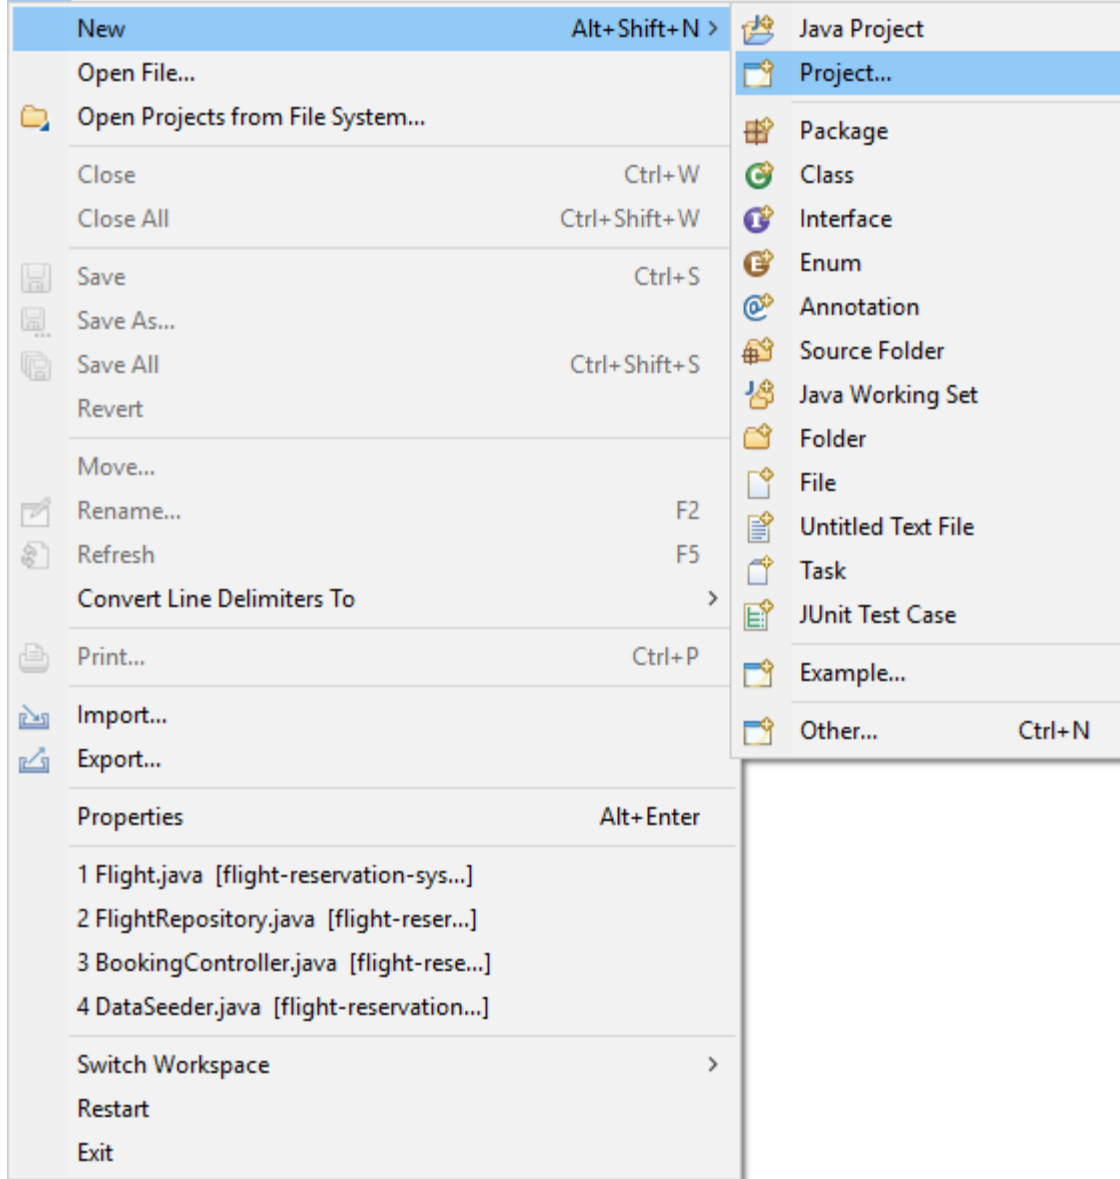 New Alt+Shift+N >
Open File...
Open Projects from File System...
Close Ctrl+W
Close All Ctrl+Shift+W
Save Ctrl+S
Save As...
Save All Ctrl+Shift+S
Revert
Move...
Rename... F2
Refresh F5
Convert Line Delimiters To >
Print... Ctrl+P
Import...
Export...
Properties Alt+Enter
1 Flight.java [flight-reservation-sys...]
2 FlightRepository.java [flight-reser...]
3 BookingController.java [flight-rese...]
4 DataSeeder.java [flight-reservation...]
Switch Workspace >
Restart
Exit
Java Project
Project...
Package
Class
Interface
Enum
Annotation
Source Folder
Java Working Set
Folder
File
Untitled Text File
Task
JUnit Test Case
Example...
Other... Ctrl+N